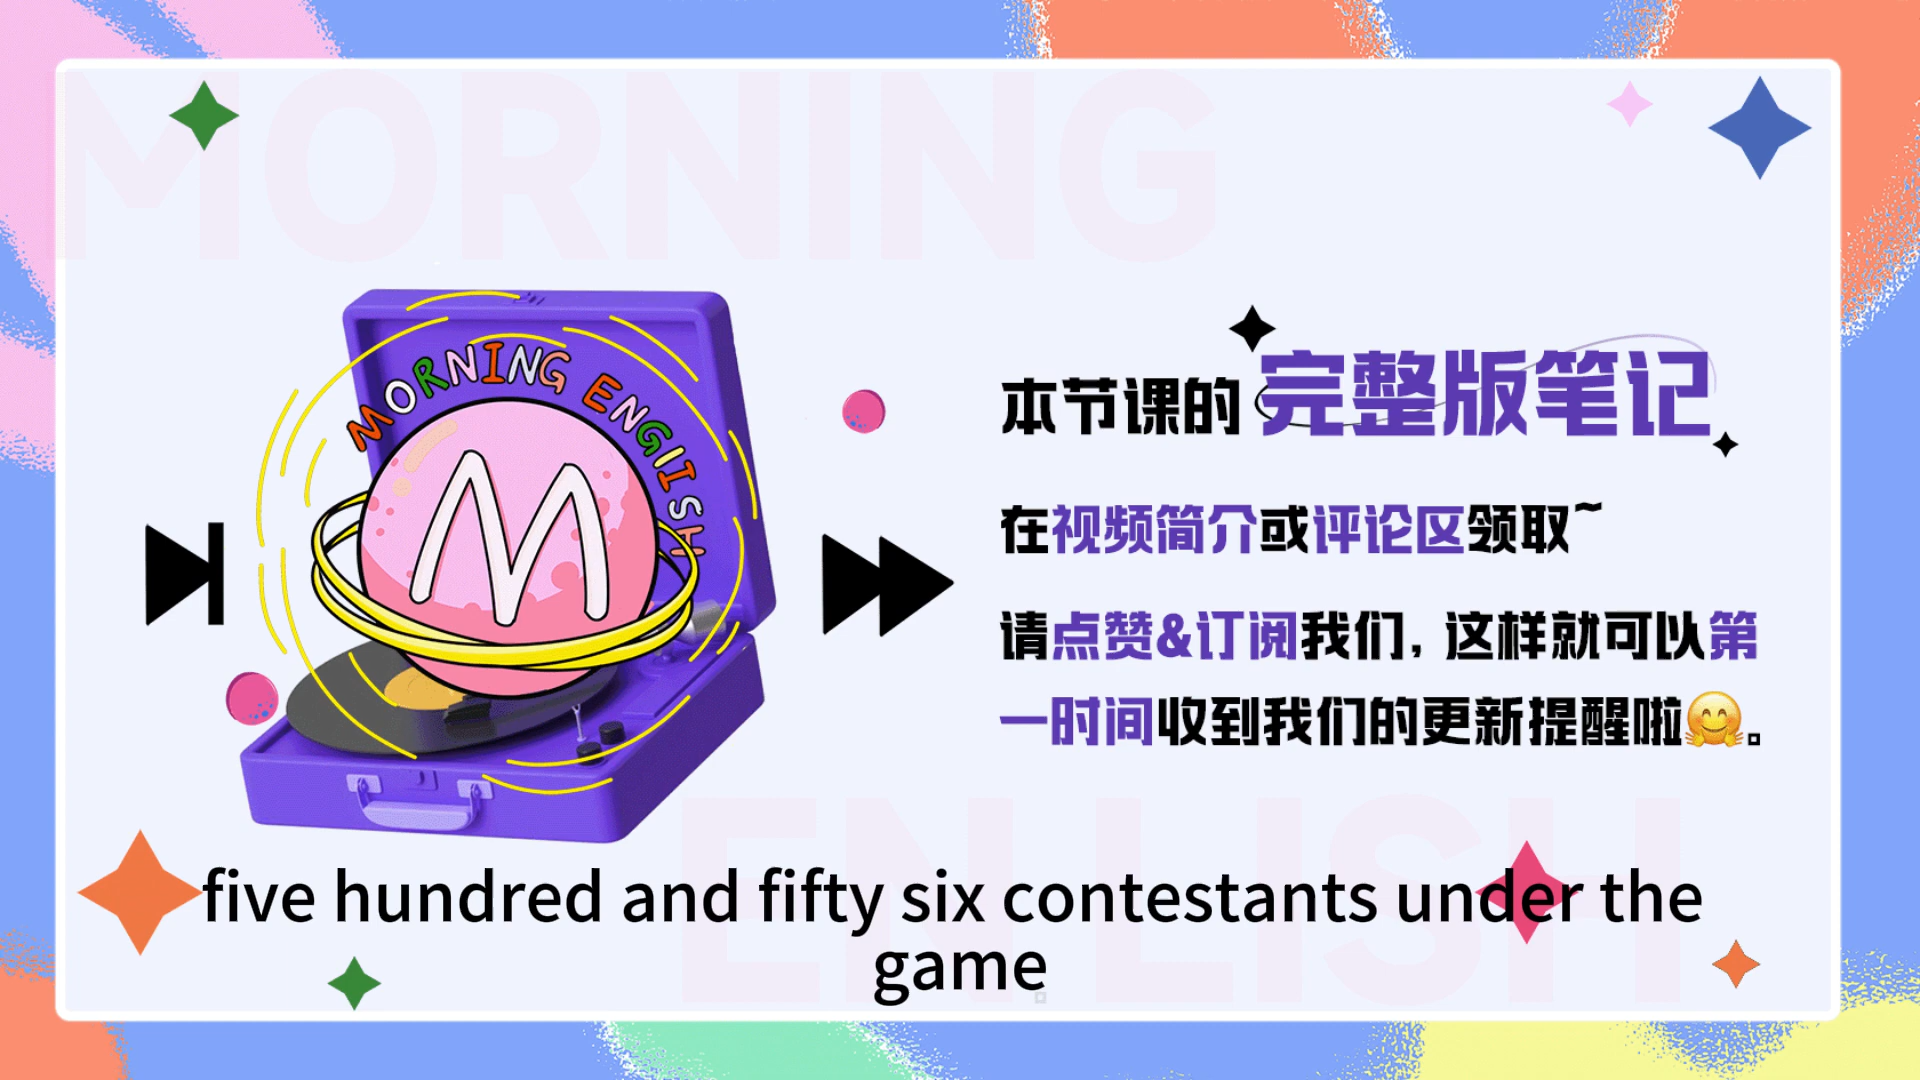 MORNING
MORNING ENGLISH
M
本节课的 完整版笔记
在视频简介或评论区领取~
请点赞&订阅我们，这样就可以第
一时间收到我们的更新提醒啦🤗。
EN LISH
five hundred and fifty six contestants under the
game